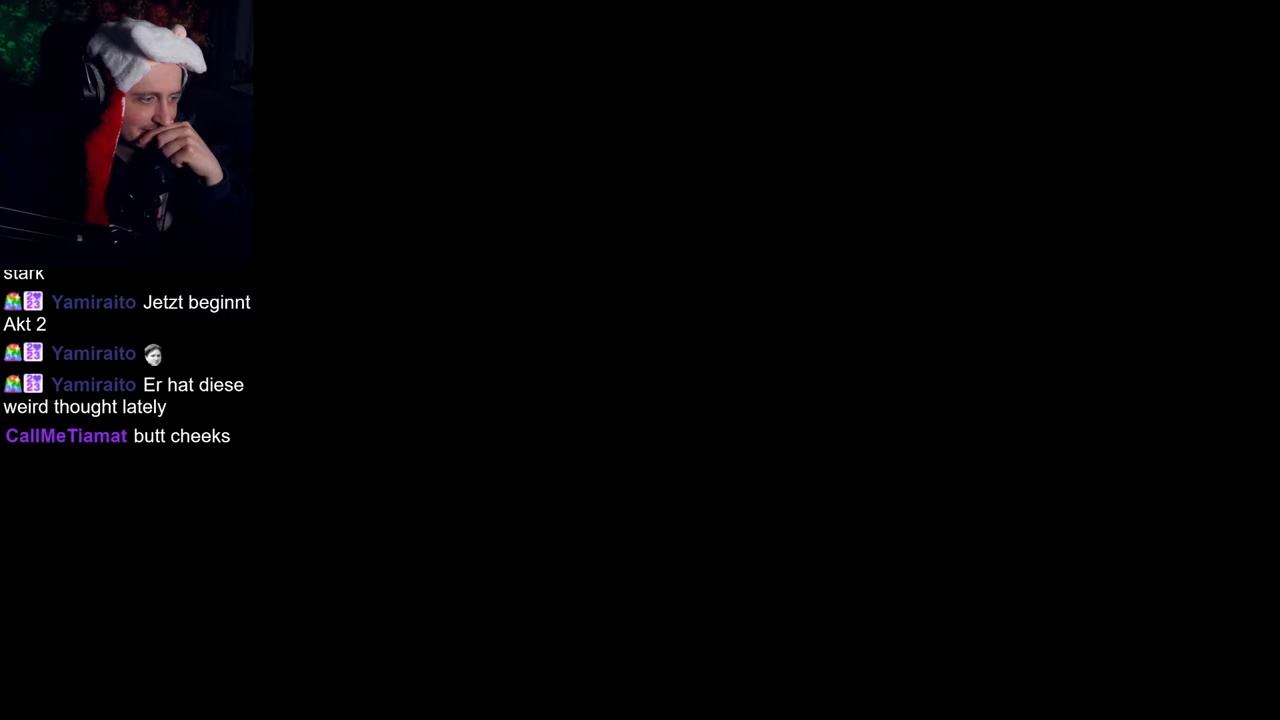 stark
Yamiraito Jetzt beginnt
Akt 2
Yamiraito
Yamiraito Er hat diese
weird thought lately
CallMeTiamat butt cheeks